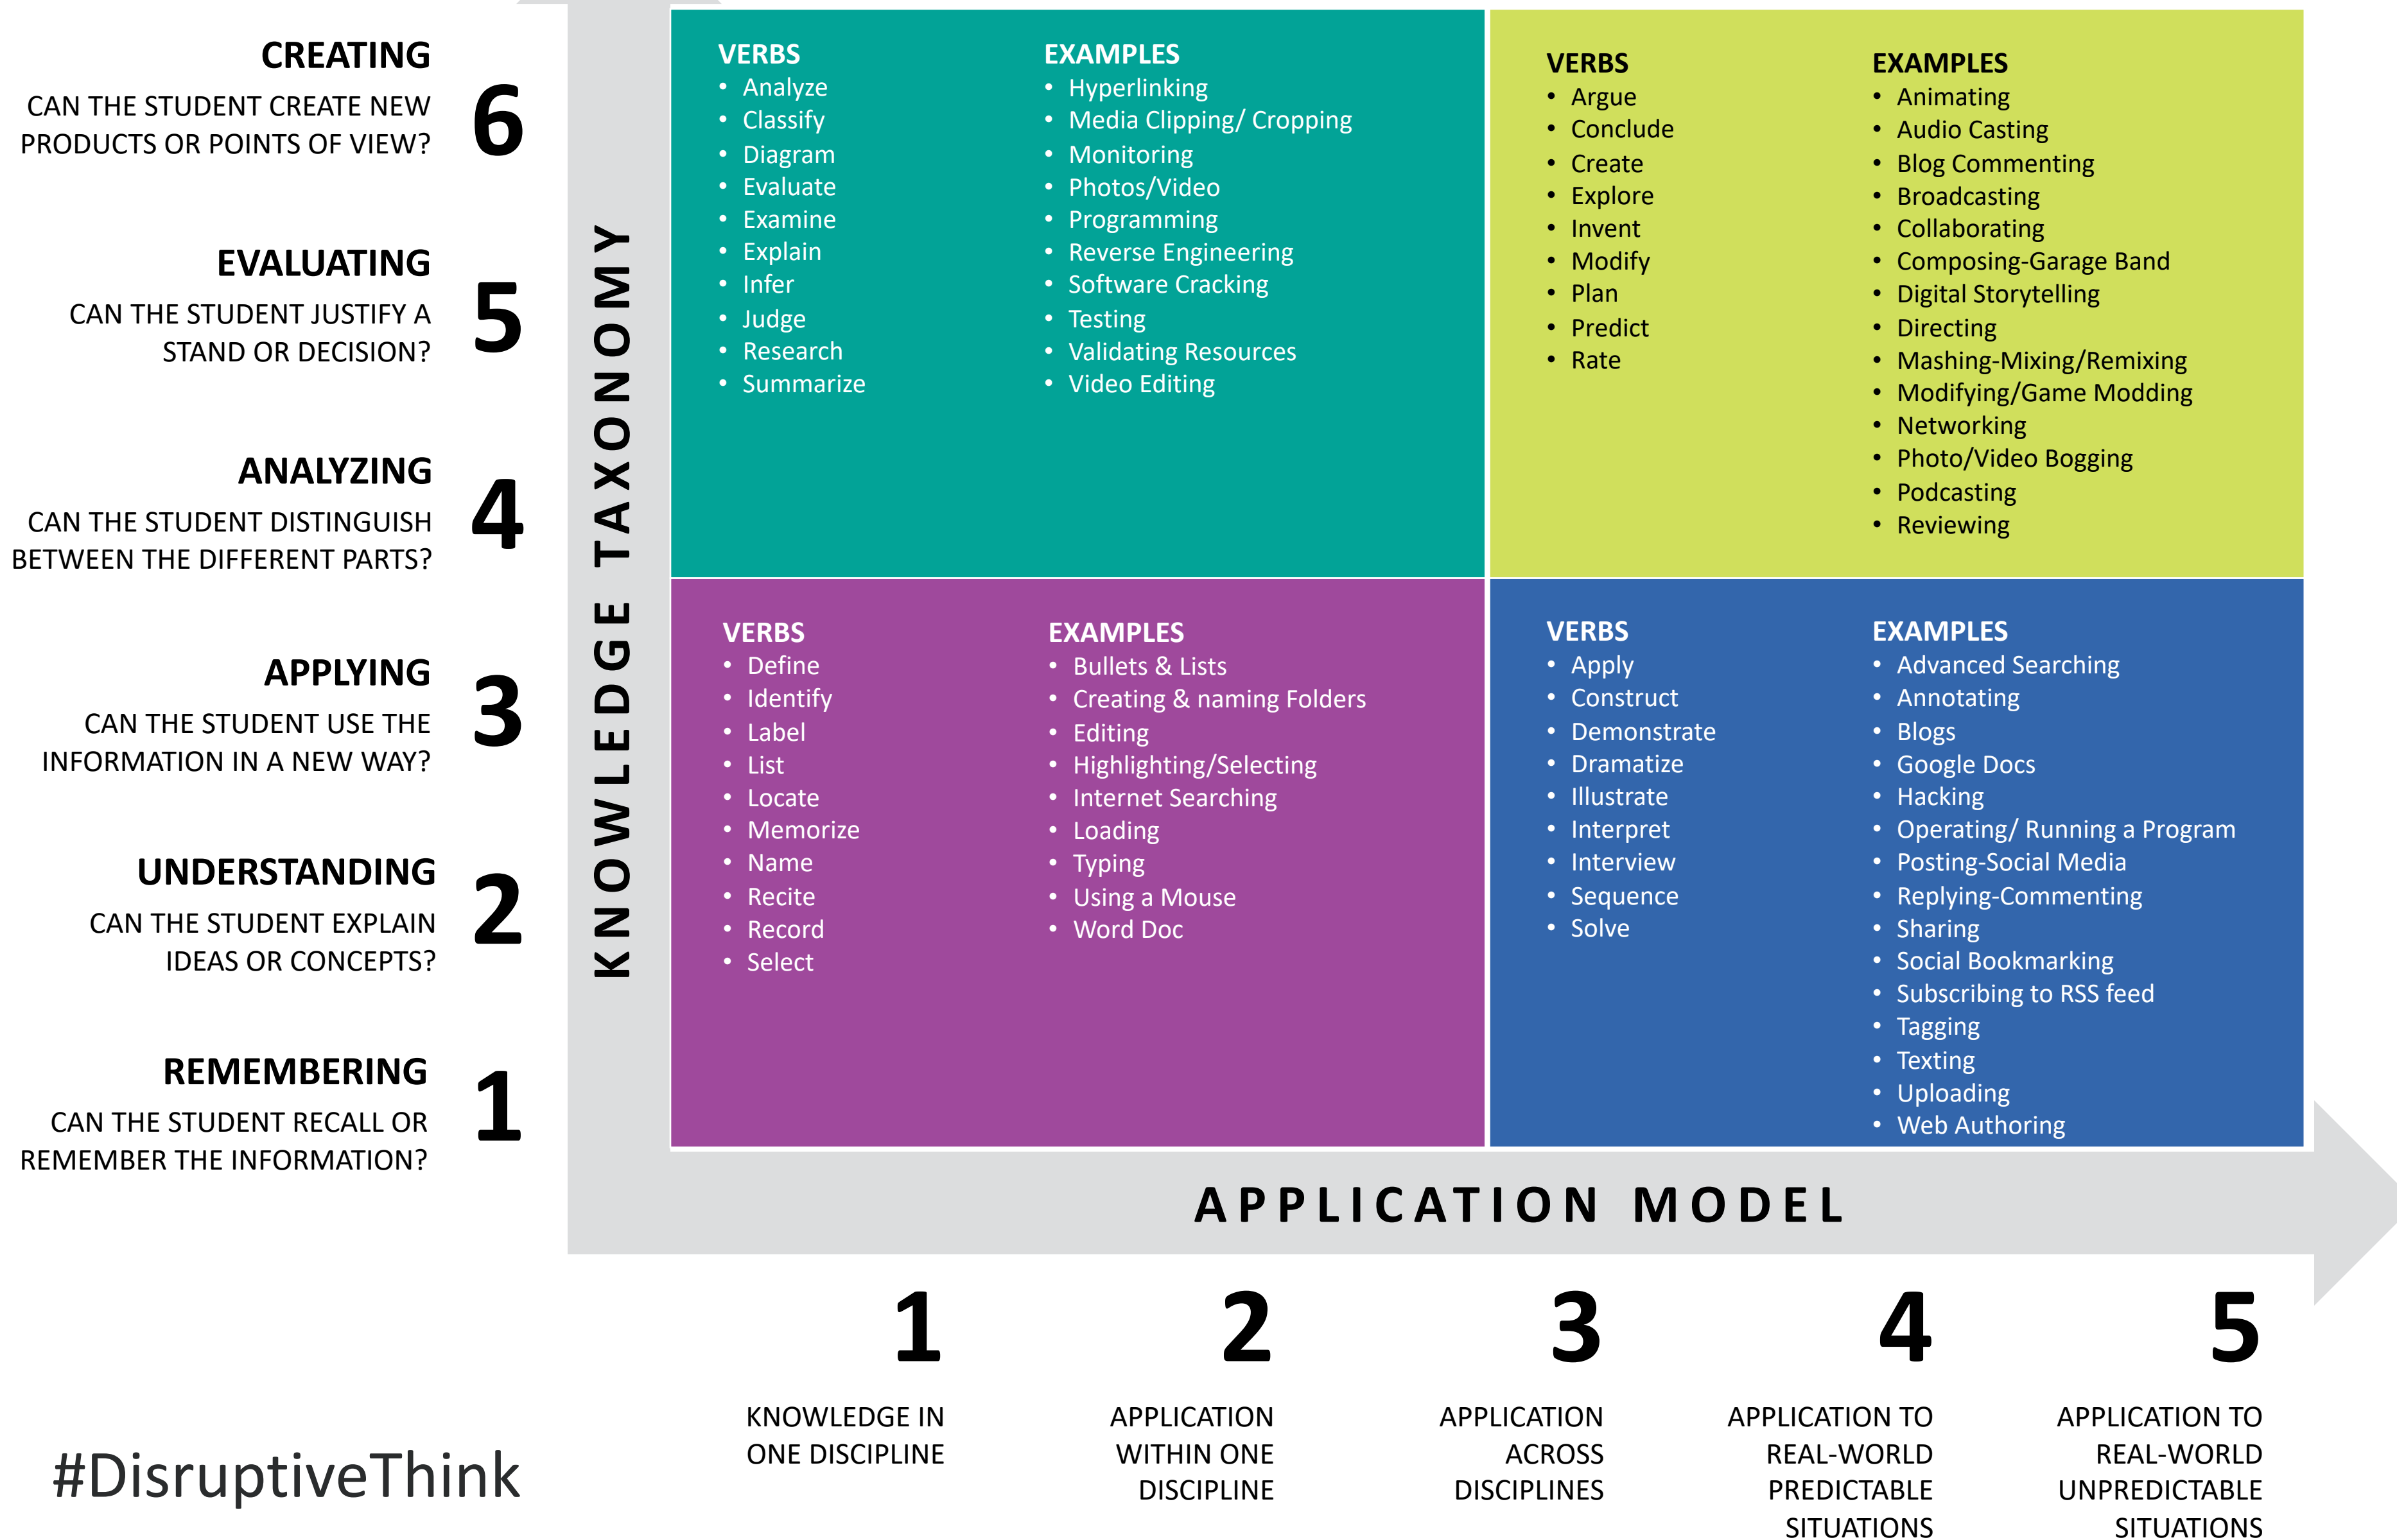 CREATING
6
CAN THE STUDENT CREATE NEW
PRODUCTS OR POINTS OF VIEW?
EVALUATING
5
CAN THE STUDENT JUSTIFY A
STAND OR DECISION?
ANALYZING
4
CAN THE STUDENT DISTINGUISH
BETWEEN THE DIFFERENT PARTS?
APPLYING
3
CAN THE STUDENT USE THE
INFORMATION IN A NEW WAY?
UNDERSTANDING
2
CAN THE STUDENT EXPLAIN
IDEAS OR CONCEPTS?
REMEMBERING
1
CAN THE STUDENT RECALL OR
REMEMBER THE INFORMATION?
KNOWLEDGE TAXONOMY
VERBS
• Analyze
• Classify
• Diagram
• Evaluate
• Examine
• Explain
• Infer
• Judge
• Research
• Summarize
EXAMPLES
• Hyperlinking
• Media Clipping/ Cropping
• Monitoring
• Photos/Video
• Programming
• Reverse Engineering
• Software Cracking
• Testing
• Validating Resources
• Video Editing
VERBS
• Argue
• Conclude
• Create
• Explore
• Invent
• Modify
• Plan
• Predict
• Rate
EXAMPLES
• Animating
• Audio Casting
• Blog Commenting
• Broadcasting
• Collaborating
• Composing-Garage Band
• Digital Storytelling
• Directing
• Mashing-Mixing/Remixing
• Modifying/Game Modding
• Networking
• Photo/Video Bogging
• Podcasting
• Reviewing
VERBS
• Define
• Identify
• Label
• List
• Locate
• Memorize
• Name
• Recite
• Record
• Select
EXAMPLES
• Bullets & Lists
• Creating & naming Folders
• Editing
• Highlighting/Selecting
• Internet Searching
• Loading
• Typing
• Using a Mouse
• Word Doc
VERBS
• Apply
• Construct
• Demonstrate
• Dramatize
• Illustrate
• Interpret
• Interview
• Sequence
• Solve
EXAMPLES
• Advanced Searching
• Annotating
• Blogs
• Google Docs
• Hacking
• Operating/ Running a Program
• Posting-Social Media
• Replying-Commenting
• Sharing
• Social Bookmarking
• Subscribing to RSS feed
• Tagging
• Texting
• Uploading
• Web Authoring
APPLICATION MODEL
1
KNOWLEDGE IN
ONE DISCIPLINE
2
APPLICATION
WITHIN ONE
DISCIPLINE
3
APPLICATION
ACROSS
DISCIPLINES
4
APPLICATION TO
REAL-WORLD
PREDICTABLE
SITUATIONS
5
APPLICATION TO
REAL-WORLD
UNPREDICTABLE
SITUATIONS
#DisruptiveThink